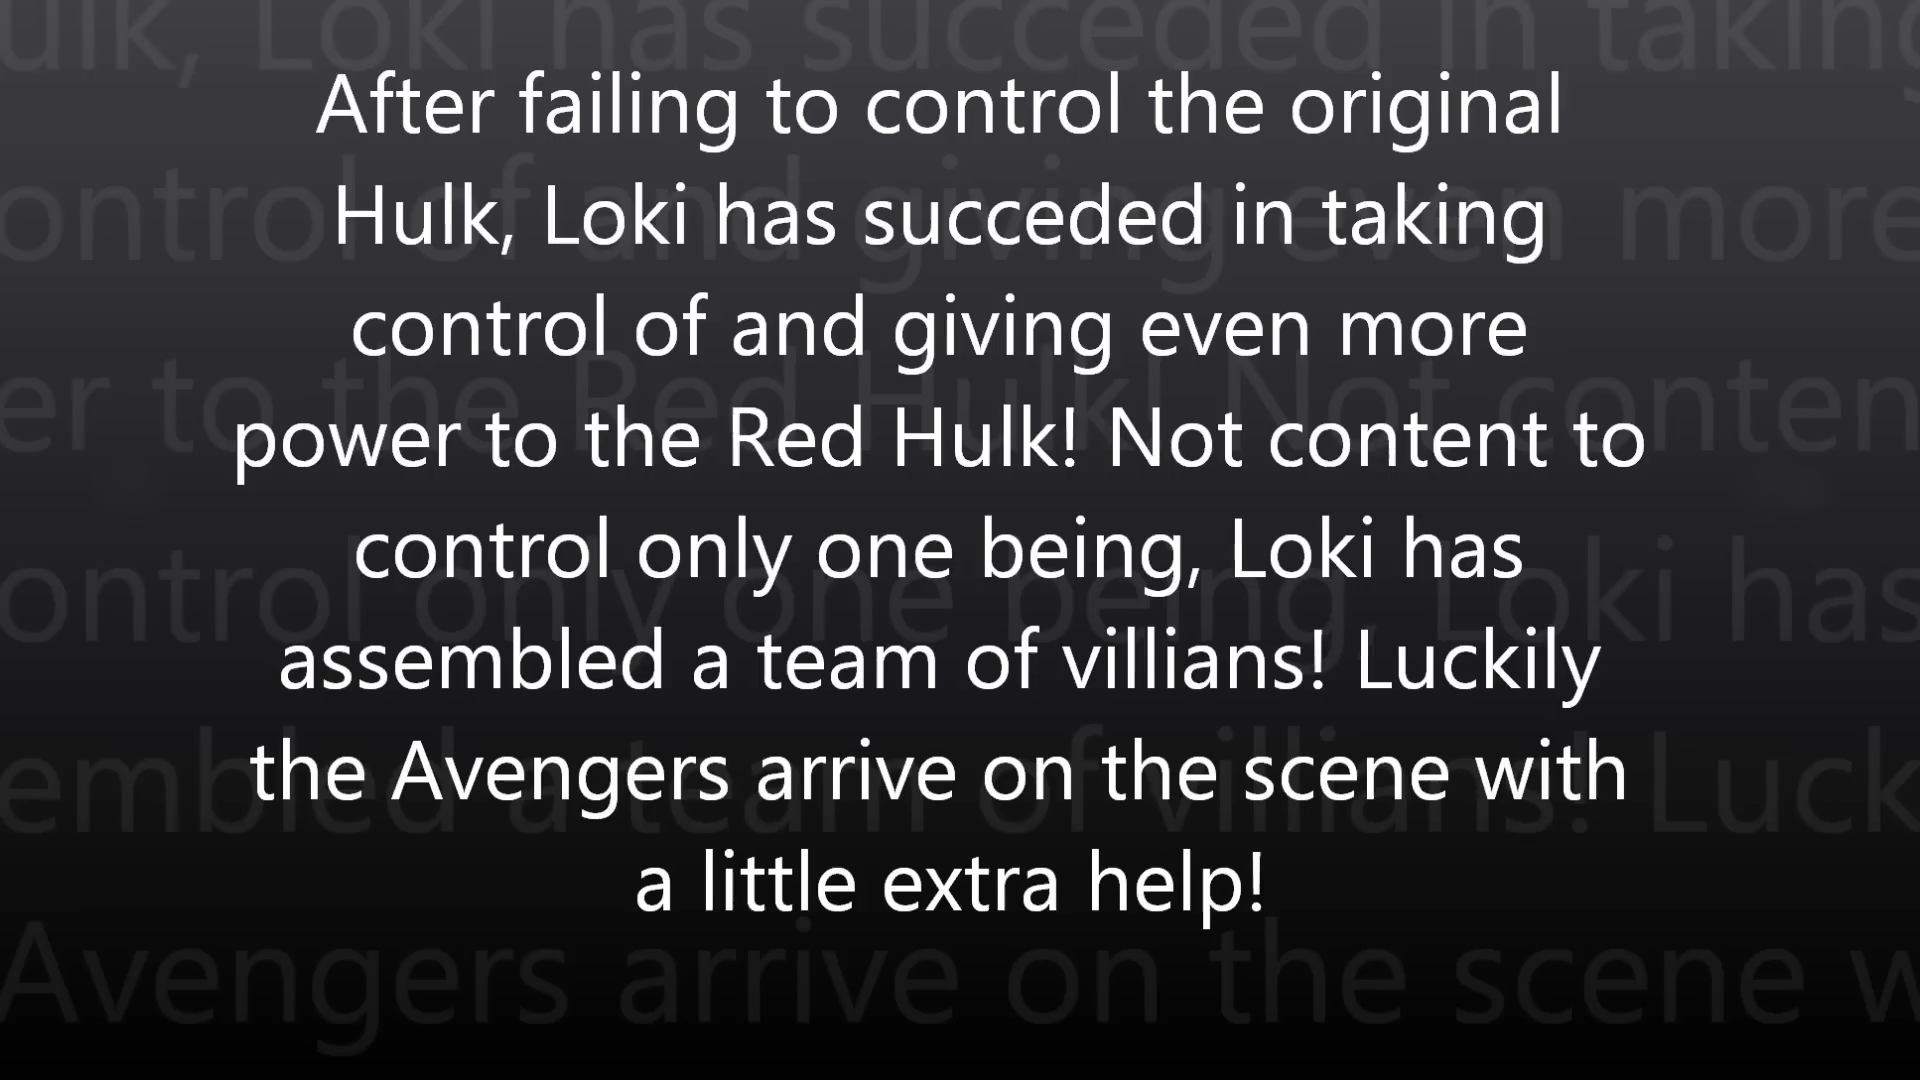 After failing to control the original
Hulk, Loki has succeded in taking
control of and giving even more
power to the Red Hulk! Not content to
control only one being, Loki has
assembled a team of villians! Luckily
the Avengers arrive on the scene with
a little extra help!